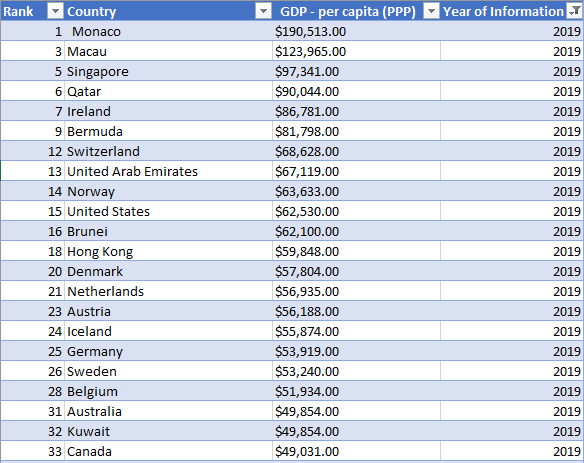 Rank Country GDP - per capita (PPP) Year of Information
1 Monaco $190,513.00 2019
3 Macau $123,965.00 2019
5 Singapore $97,341.00 2019
6 Qatar $90,044.00 2019
7 Ireland $86,781.00 2019
9 Bermuda $81,798.00 2019
12 Switzerland $68,628.00 2019
13 United Arab Emirates $67,119.00 2019
14 Norway $63,633.00 2019
15 United States $62,530.00 2019
16 Brunei $62,100.00 2019
18 Hong Kong $59,848.00 2019
20 Denmark $57,804.00 2019
21 Netherlands $56,935.00 2019
23 Austria $56,188.00 2019
24 Iceland $55,874.00 2019
25 Germany $53,919.00 2019
26 Sweden $53,240.00 2019
28 Belgium $51,934.00 2019
31 Australia $49,854.00 2019
32 Kuwait $49,854.00 2019
33 Canada $49,031.00 2019